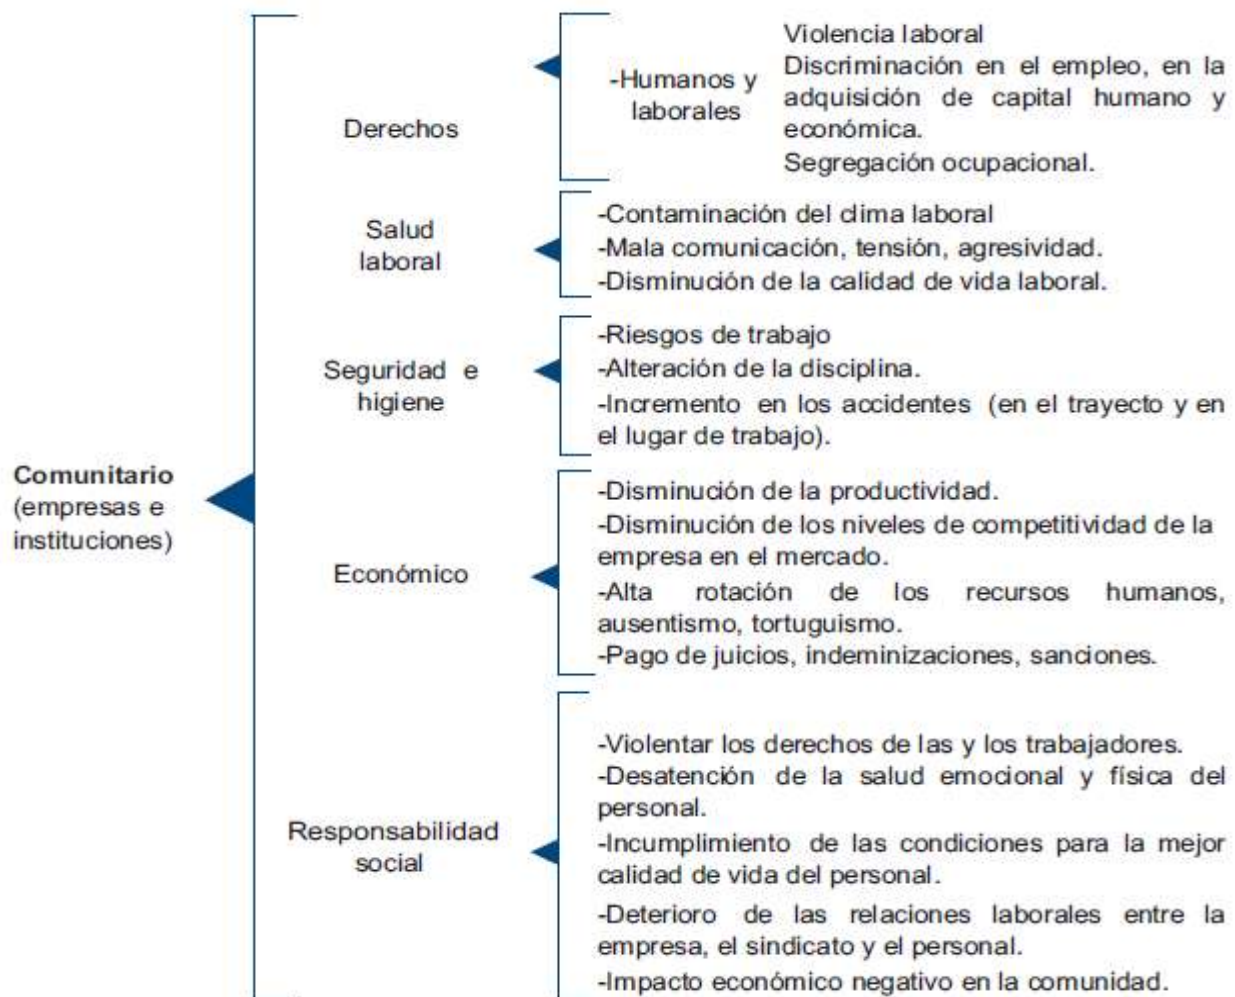 Comunitario
(empresas e
instituciones)
Derechos
-Humanos y
laborales
Violencia laboral
Discriminación en el empleo, en la
adquisición de capital humano y
económica.
Segregación ocupacional.
Salud
laboral
-Contaminación del clima laboral
-Mala comunicación, tensión, agresividad.
-Disminución de la calidad de vida laboral.
Seguridad e
higiene
-Riesgos de trabajo
-Alteración de la disciplina.
-Incremento en los accidentes (en el trayecto y en
el lugar de trabajo).
Económico
-Disminución de la productividad.
-Disminución de los niveles de competitividad de la
empresa en el mercado.
-Alta rotación de los recursos humanos,
ausentismo, tortuguismo.
-Pago de juicios, indeminizaciones, sanciones.
Responsabilidad
social
-Violentar los derechos de las y los trabajadores.
-Desatención de la salud emocional y física del
personal.
-Incumplimiento de las condiciones para la mejor
calidad de vida del personal.
-Deterioro de las relaciones laborales entre la
empresa, el sindicato y el personal.
-Impacto económico negativo en la comunidad.